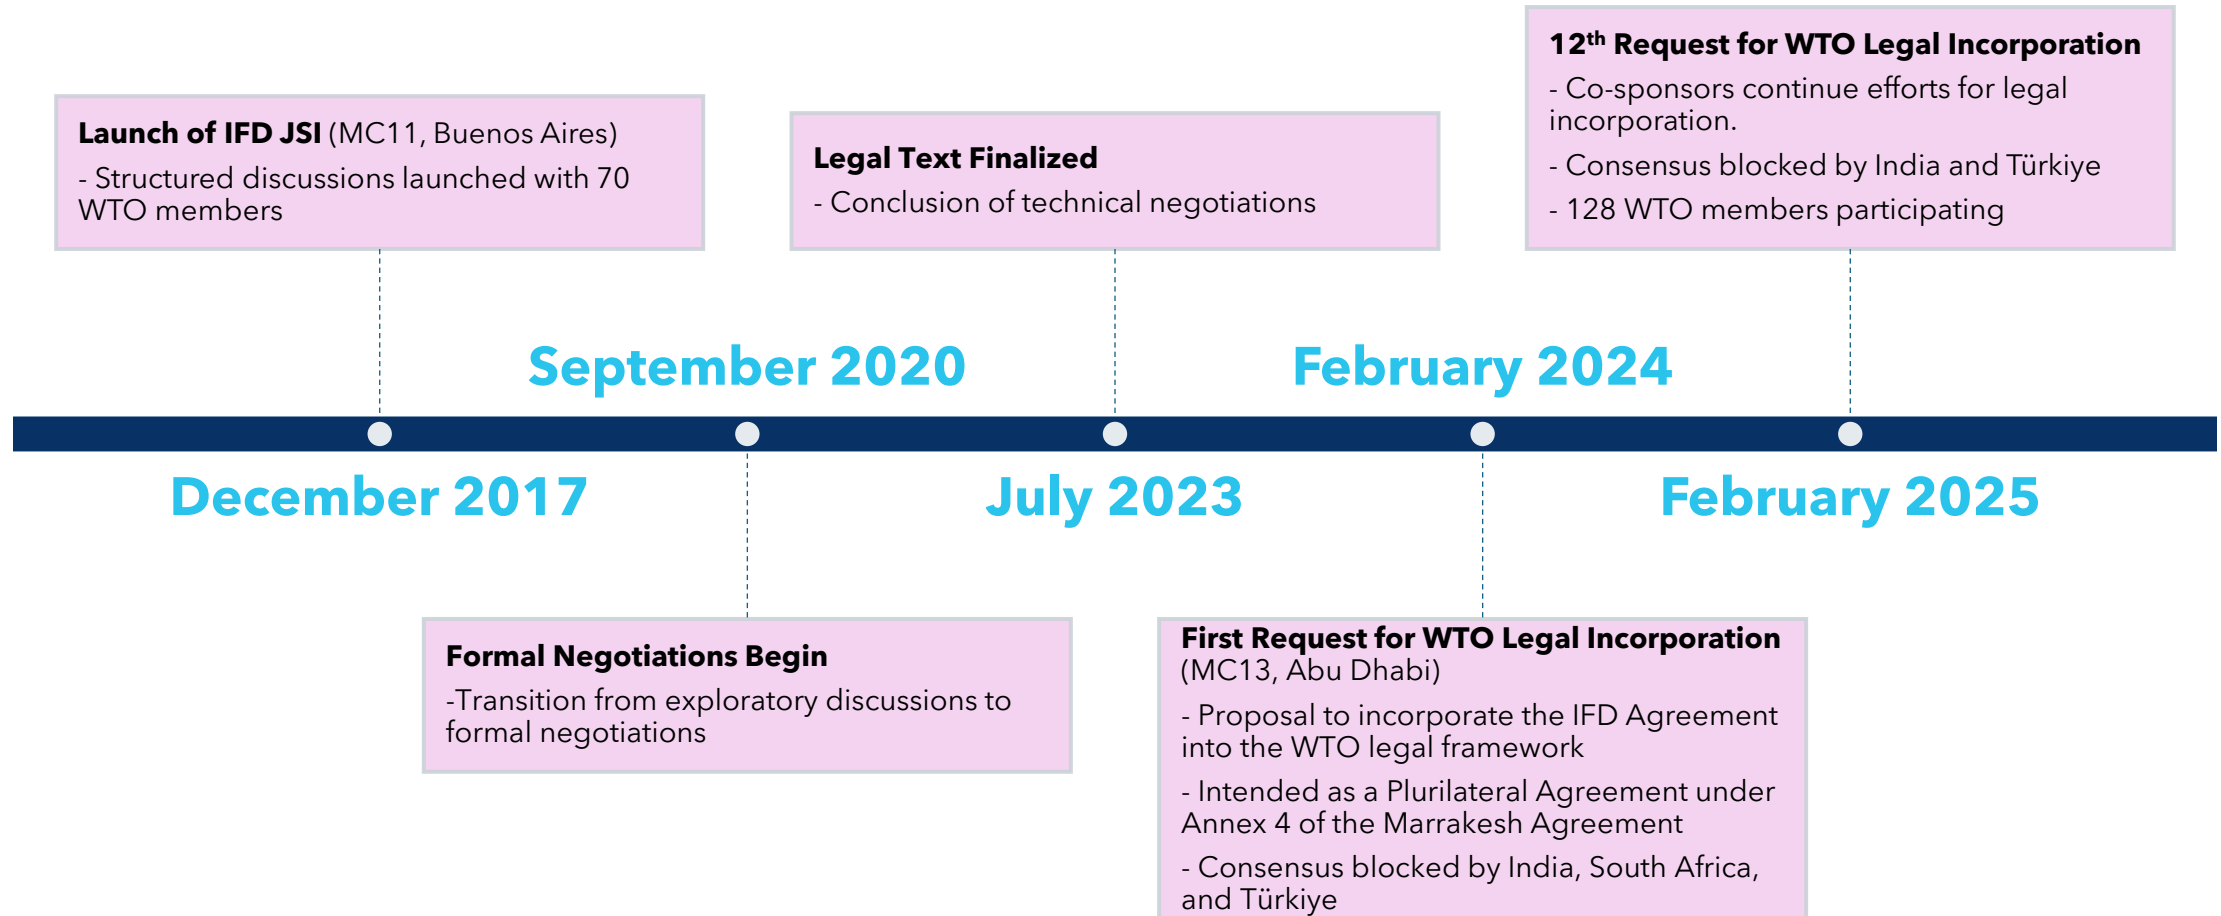 Launch of IFD JSI (MC11, Buenos Aires)
- Structured discussions launched with 70
WTO members
December 2017
September 2020
Formal Negotiations Begin
-Transition from exploratory discussions to
formal negotiations
Legal Text Finalized
- Conclusion of technical negotiations
July 2023
February 2024
First Request for WTO Legal Incorporation
(MC13, Abu Dhabi)
- Proposal to incorporate the IFD Agreement
into the WTO legal framework
- Intended as a Plurilateral Agreement under
Annex 4 of the Marrakesh Agreement
- Consensus blocked by India, South Africa,
and Türkiye
12th Request for WTO Legal Incorporation
- Co-sponsors continue efforts for legal
incorporation.
- Consensus blocked by India and Türkiye
- 128 WTO members participating
February 2025